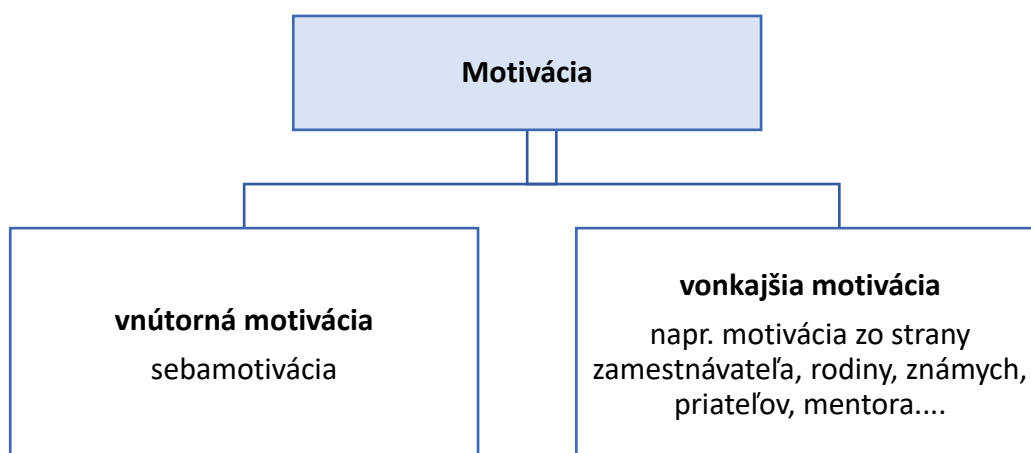 Motivácia
vnútorná motivácia
sebamotivácia
vonkajšia motivácia
napr. motivácia zo strany
zamestnávateľa, rodiny, známych,
priateľov, mentora....